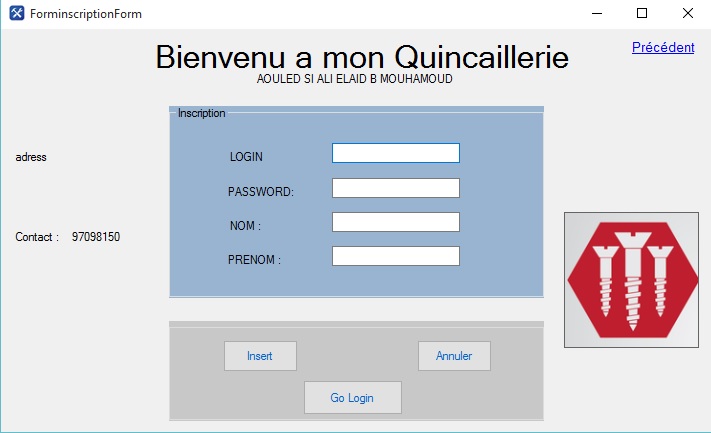 ForminscriptionForm
Bienvenu a mon Quincaillerie
Précédent
AOULED SI ALI ELAID B MOUHAMOUD
Inscription
adress
LOGIN
PASSWORD:
NOM :
Contact : 97098150
PRENOM :
Insert
Annuler
Go Login